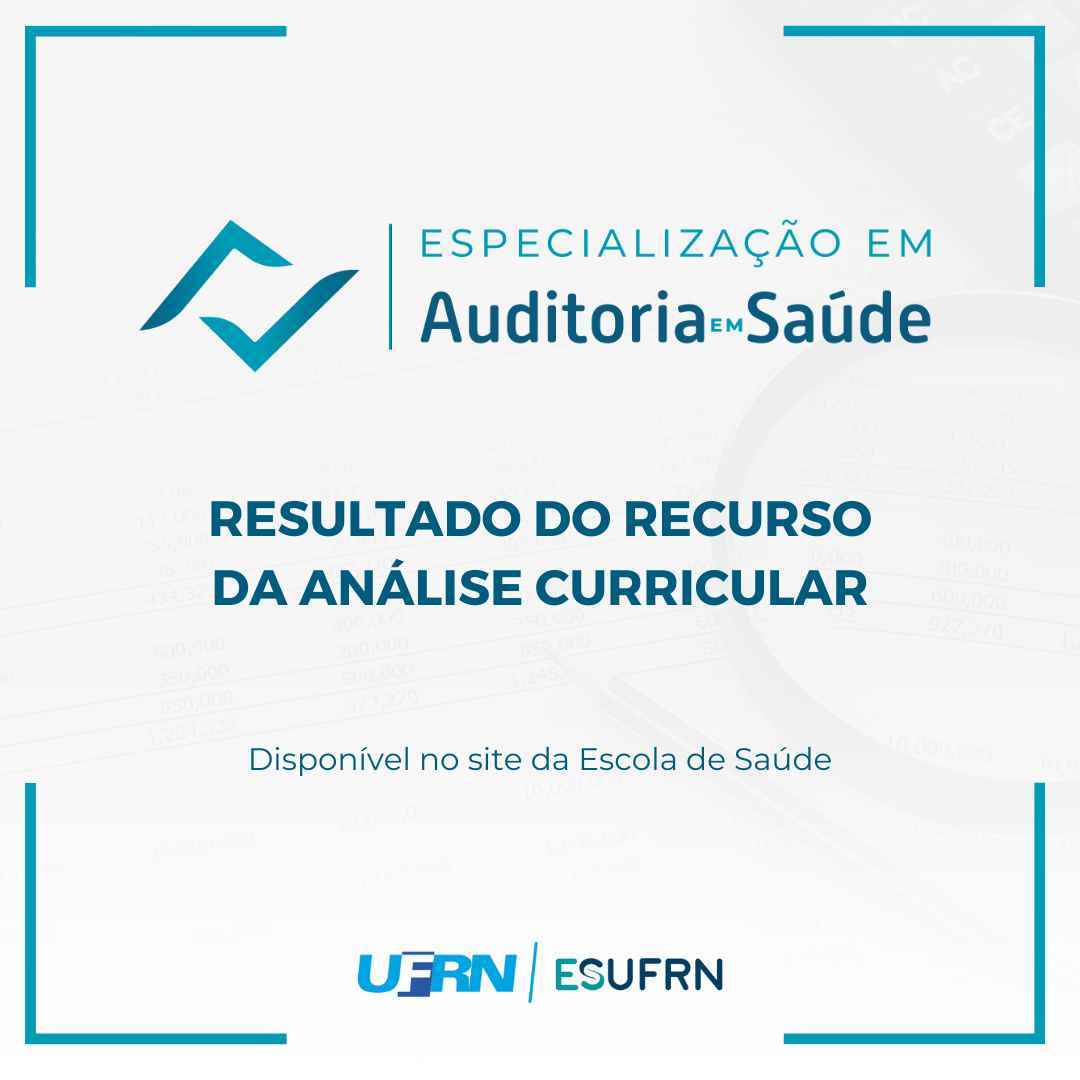 ESPECIALIZAÇÃO EM
Auditoria EM Saúde
RESULTADO DO RECURSO
DA ANÁLISE CURRICULAR
Disponível no site da Escola de Saúde
UFRN | ESUFRN